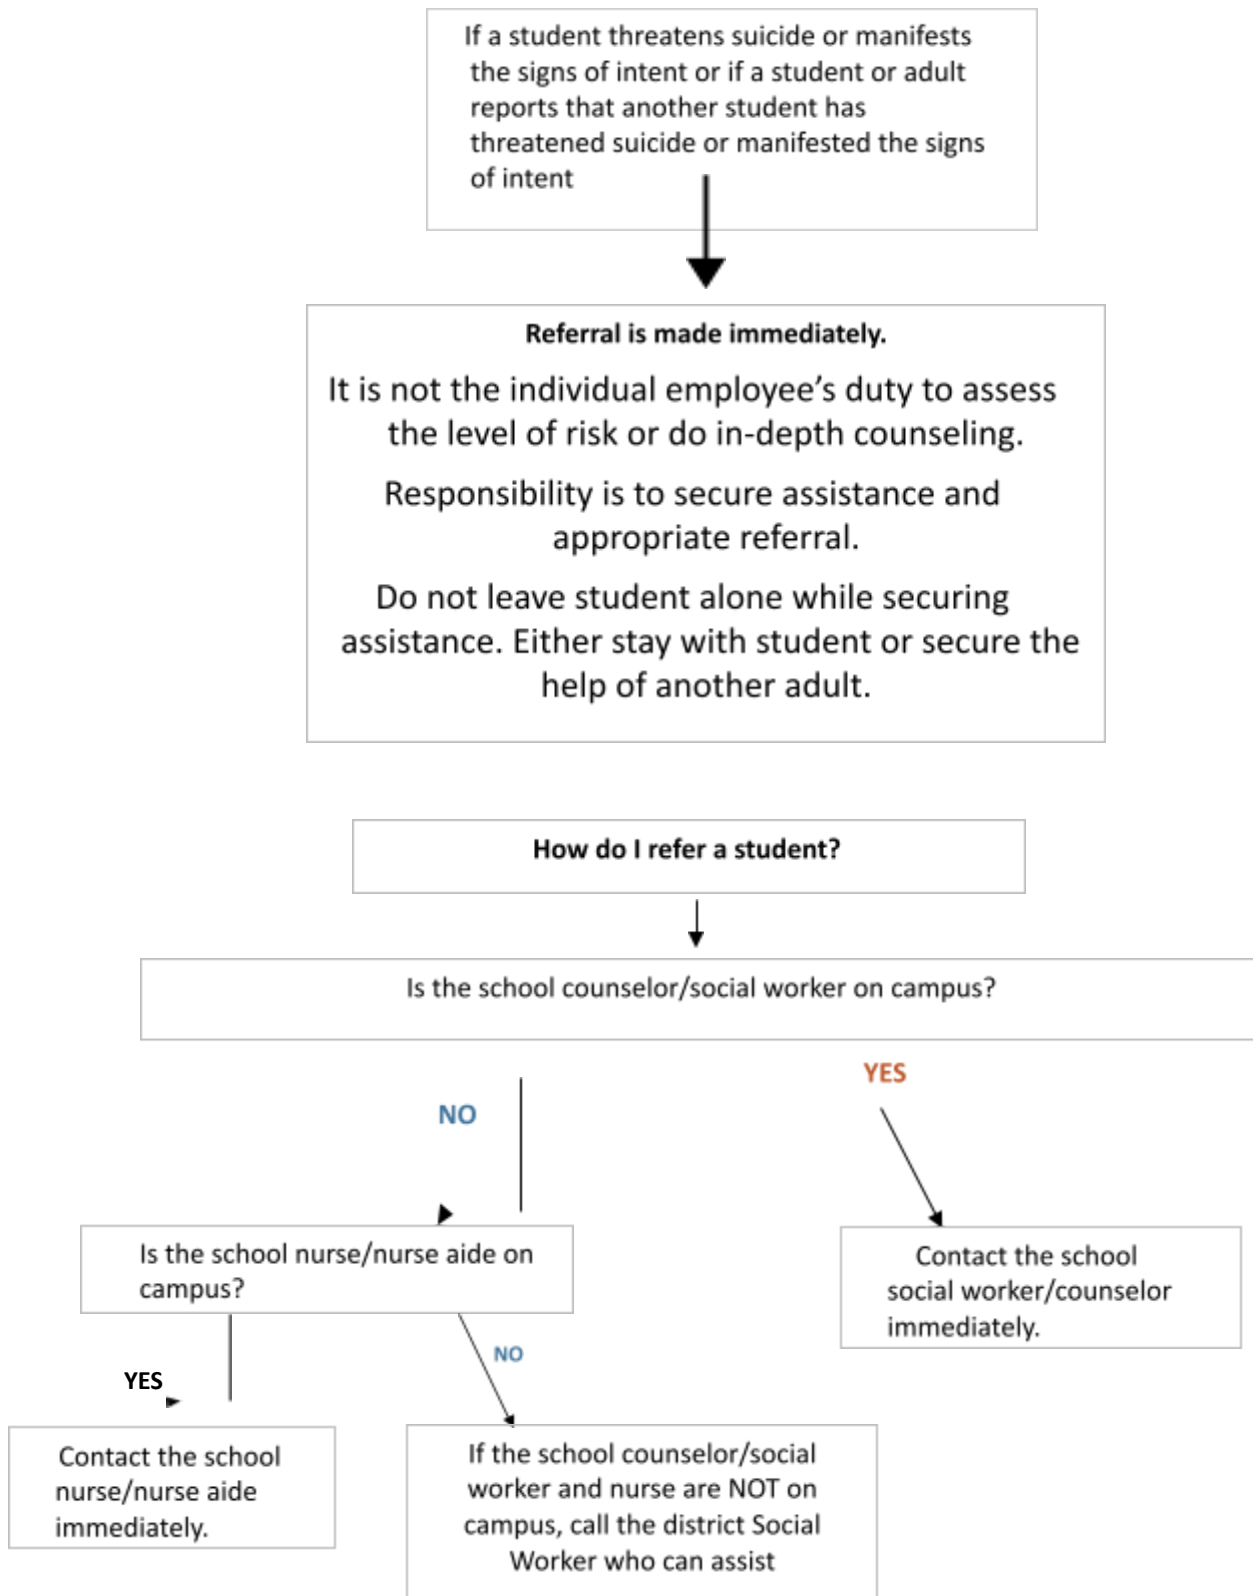 If a student threatens suicide or manifests
the signs of intent or if a student or adult
reports that another student has
threatened suicide or manifested the signs
of intent
Referral is made immediately.
It is not the individual employee’s duty to assess
the level of risk or do in-depth counseling.
Responsibility is to secure assistance and
appropriate referral.
Do not leave student alone while securing
assistance. Either stay with student or secure the
help of another adult.
How do I refer a student?
Is the school counselor/social worker on campus?
YES
NO
Is the school nurse/nurse aide on
campus?
Contact the school
social worker/counselor
immediately.
NO
YES
Contact the school
nurse/nurse aide
immediately.
If the school counselor/social
worker and nurse are NOT on
campus, call the district Social
Worker who can assist